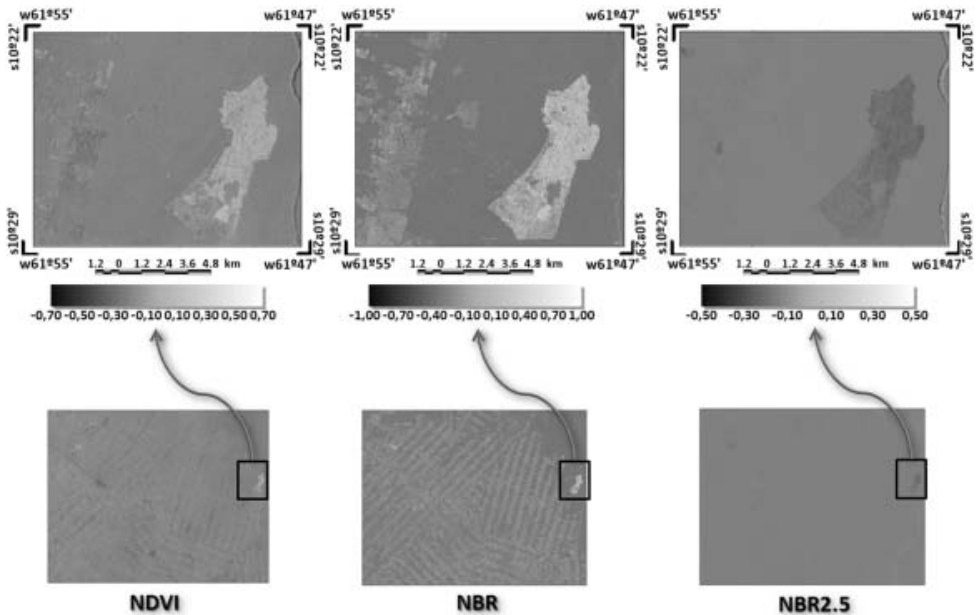 w61º55' w61º47' w61º55' w61º47' w61º55' w61º47'
s10º22' s10º22' s10º22' s10º22' s10º22' s10º22'
s10º29' s10º29' s10º29' s10º29' s10º29' s10º29'
w61º55' w61º47' w61º55' w61º47' w61º55' w61º47'
1.2 0 1.2 2.4 3.6 4.8 km 1.2 0 1.2 2.4 3.6 4.8 km 1.2 0 1.2 2.4 3.6 4.8 km
-0,70 -0,50 -0,30 -0,10 0,10 0,30 0,50 0,70 -1,00 -0,70 -0,40 -0,10 0,10 0,40 0,70 1,00 -0,50 -0,30 -0,10 0,10 0,30 0,50
NDVI NBR NBR2.5